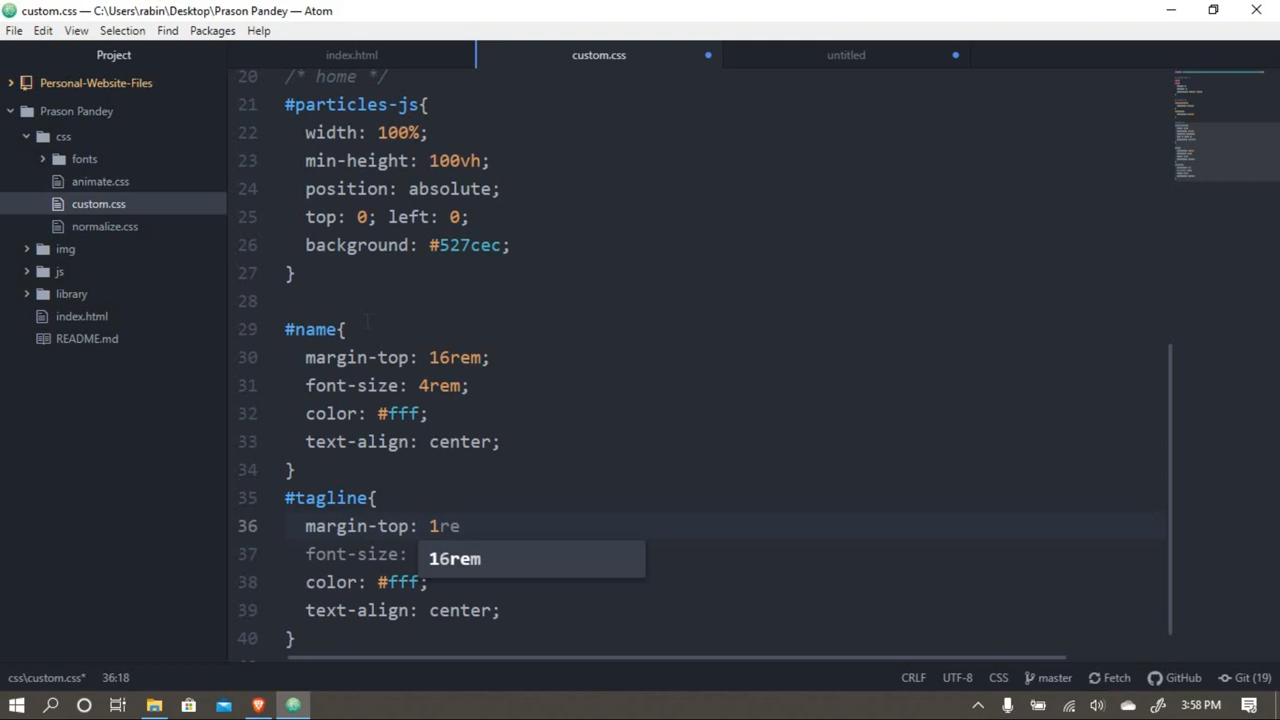 custom.css — C:\Users\rabin\Desktop\Prason Pandey — Atom
File Edit View Selection Find Packages Help
Project
index.html
custom.css
untitled
Personal-Website-Files
Prason Pandey
css
fonts
animate.css
custom.css
normalize.css
img
js
library
index.html
README.md
20 /* home */
21 #particles-js{
22 width: 100%;
23 min-height: 100vh;
24 position: absolute;
25 top: 0; left: 0;
26 background: #527cec;
27 }
28
29 #name{
30 margin-top: 16rem;
31 font-size: 4rem;
32 color: #fff;
33 text-align: center;
34 }
35 #tagline{
36 margin-top: 1re
37 font-size:
16rem
38 color: #fff;
39 text-align: center;
40 }
css\custom.css* 36:18 CRLF UTF-8 CSS master Fetch GitHub Git (19)
3:58 PM